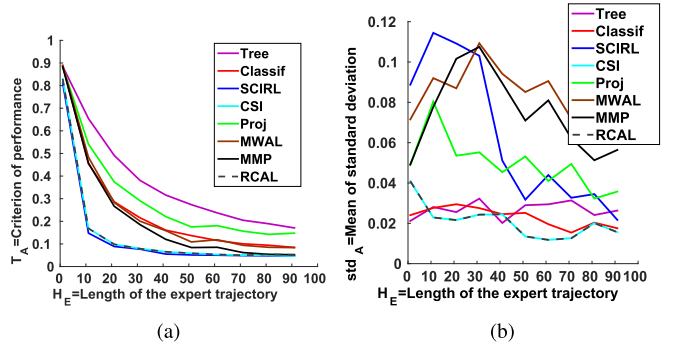 1
0.9
0.8
0.7
0.6
0.5
0.4
0.3
0.2
0.1
0
T_A=Criterion of performance
0 10 20 30 40 50 60 70 80 90 100
H_E=Length of the expert trajectory
Tree
Classif
SCIRL
CSI
Proj
MWAL
MMP
RCAL
(a)
0.12
0.1
0.08
0.06
0.04
0.02
0
std_A=Mean of standard deviation
0 10 20 30 40 50 60 70 80 90 100
H_E=Length of the expert trajectory
Tree
Classif
SCIRL
CSI
Proj
MWAL
MMP
RCAL
(b)